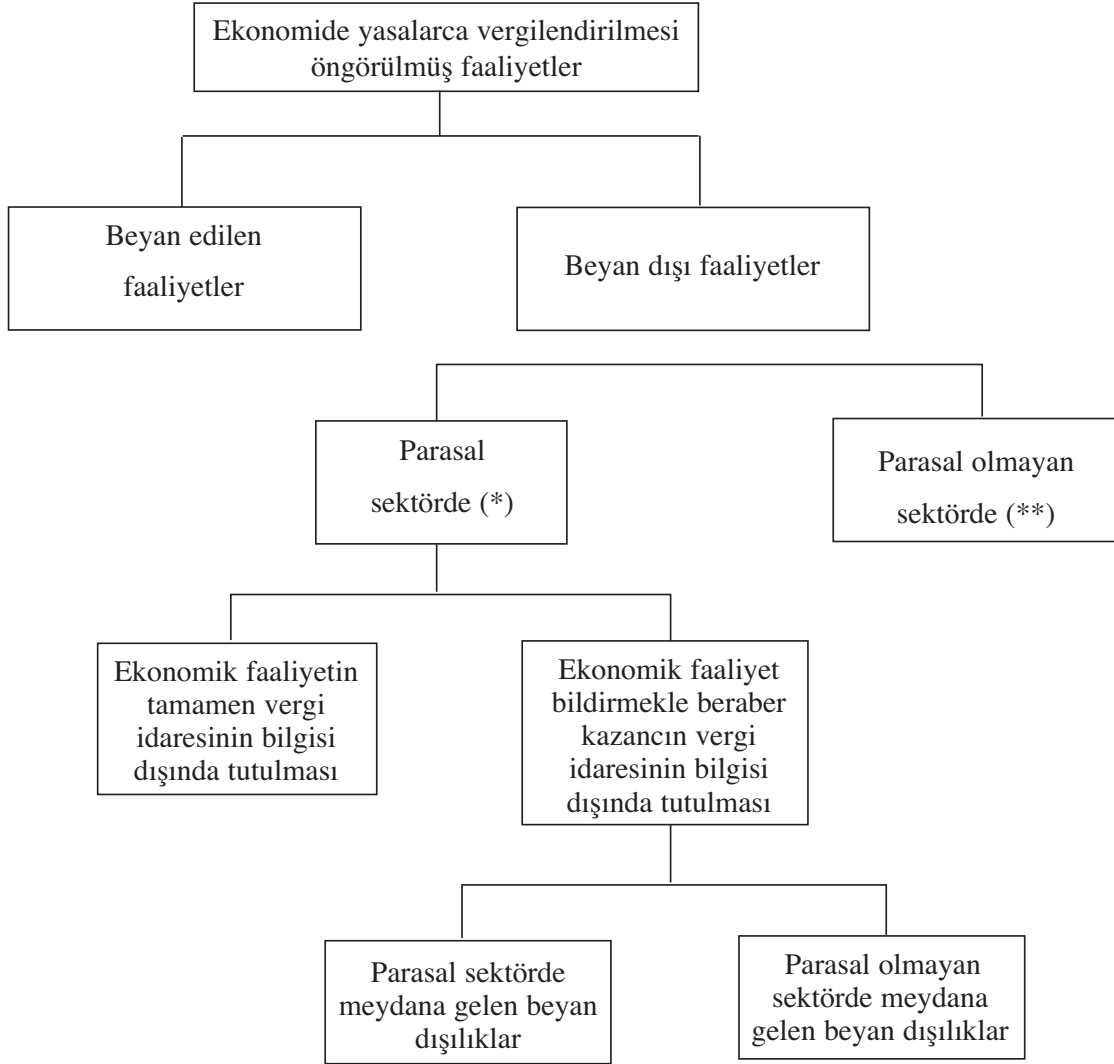 Ekonomide yasalarca vergilendirilmesi
öngörülmüş faaliyetler
Beyan edilen
faaliyetler
Beyan dışı faaliyetler
Parasal
sektörde (*)
Parasal olmayan
sektörde (**)
Ekonomik faaliyetin
tamamen vergi
idaresinin bilgisi
dışında tutulması
Ekonomik faaliyet
bildirmekle beraber
kazancın vergi
idaresinin bilgisi
dışında tutulması
Parasal sektörde
meydana gelen beyan
dışılıklar
Parasal olmayan
sektörde meydana
gelen beyan dışılıklar